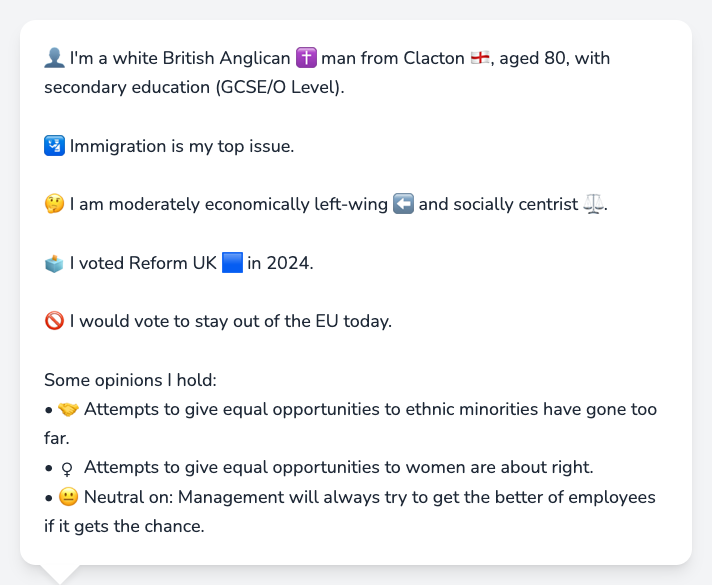 👤 I'm a white British Anglican ✝️ man from Clacton 🏴󠁧󠁢󠁥󠁮󠁧󠁿, aged 80, with
secondary education (GCSE/O Level).
🛂 Immigration is my top issue.
🤔 I am moderately economically left-wing ⬅️ and socially centrist ⚖️.
🗳️ I voted Reform UK 🟦 in 2024.
🚫 I would vote to stay out of the EU today.
Some opinions I hold:
• 🤝 Attempts to give equal opportunities to ethnic minorities have gone too
far.
• ♀ Attempts to give equal opportunities to women are about right.
• 😐 Neutral on: Management will always try to get the better of employees
if it gets the chance.